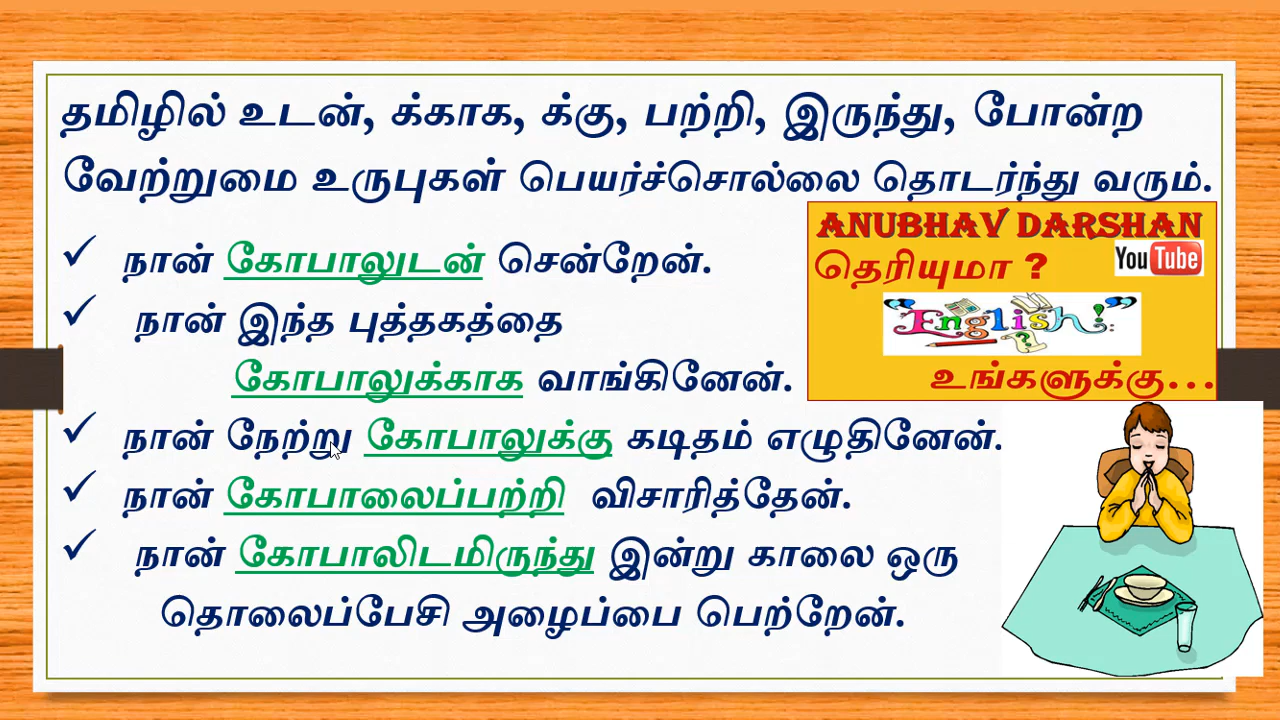 தமிழில் உடன், க்காக, க்கு, பற்றி, இருந்து, போன்ற
வேற்றுமை உருபுகள் பெயர்ச்சொல்லை தொடர்ந்து வரும்.
ANUBHAV DARSHAN
தெரியுமா ?
YouTube
"English!"
?
உங்களுக்கு...
✓ நான் கோபாலுடன் சென்றேன்.
✓ நான் இந்த புத்தகத்தை
கோபாலுக்காக வாங்கினேன்.
✓ நான் நேற்று கோபாலுக்கு கடிதம் எழுதினேன்.
✓ நான் கோபாலைப்பற்றி விசாரித்தேன்.
✓ நான் கோபாலிடமிருந்து இன்று காலை ஒரு
தொலைப்பேசி அழைப்பை பெற்றேன்.